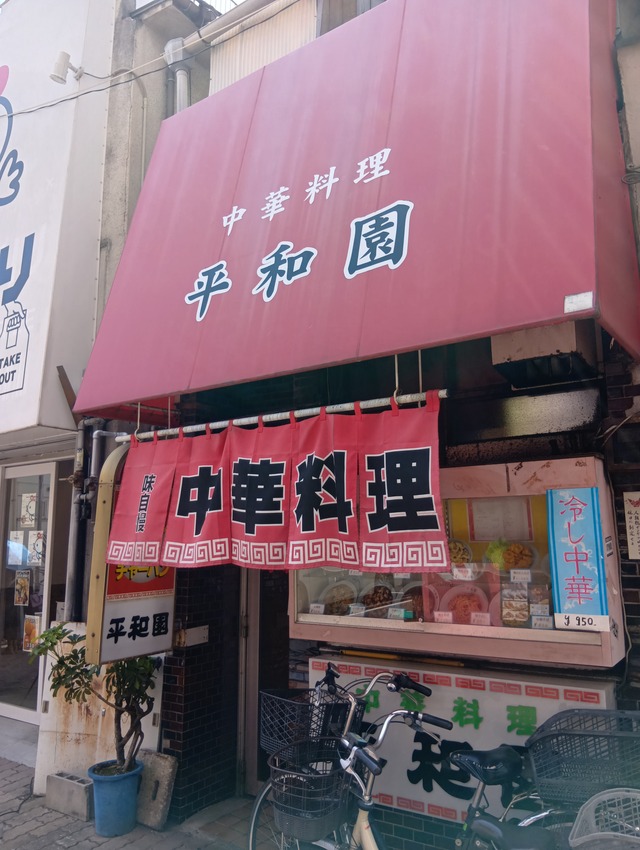 中華料理
平和園
味自慢
中華料理
チャーハン
平和園
冷し中華
¥950.
中華料理
TAKE
OUT
り